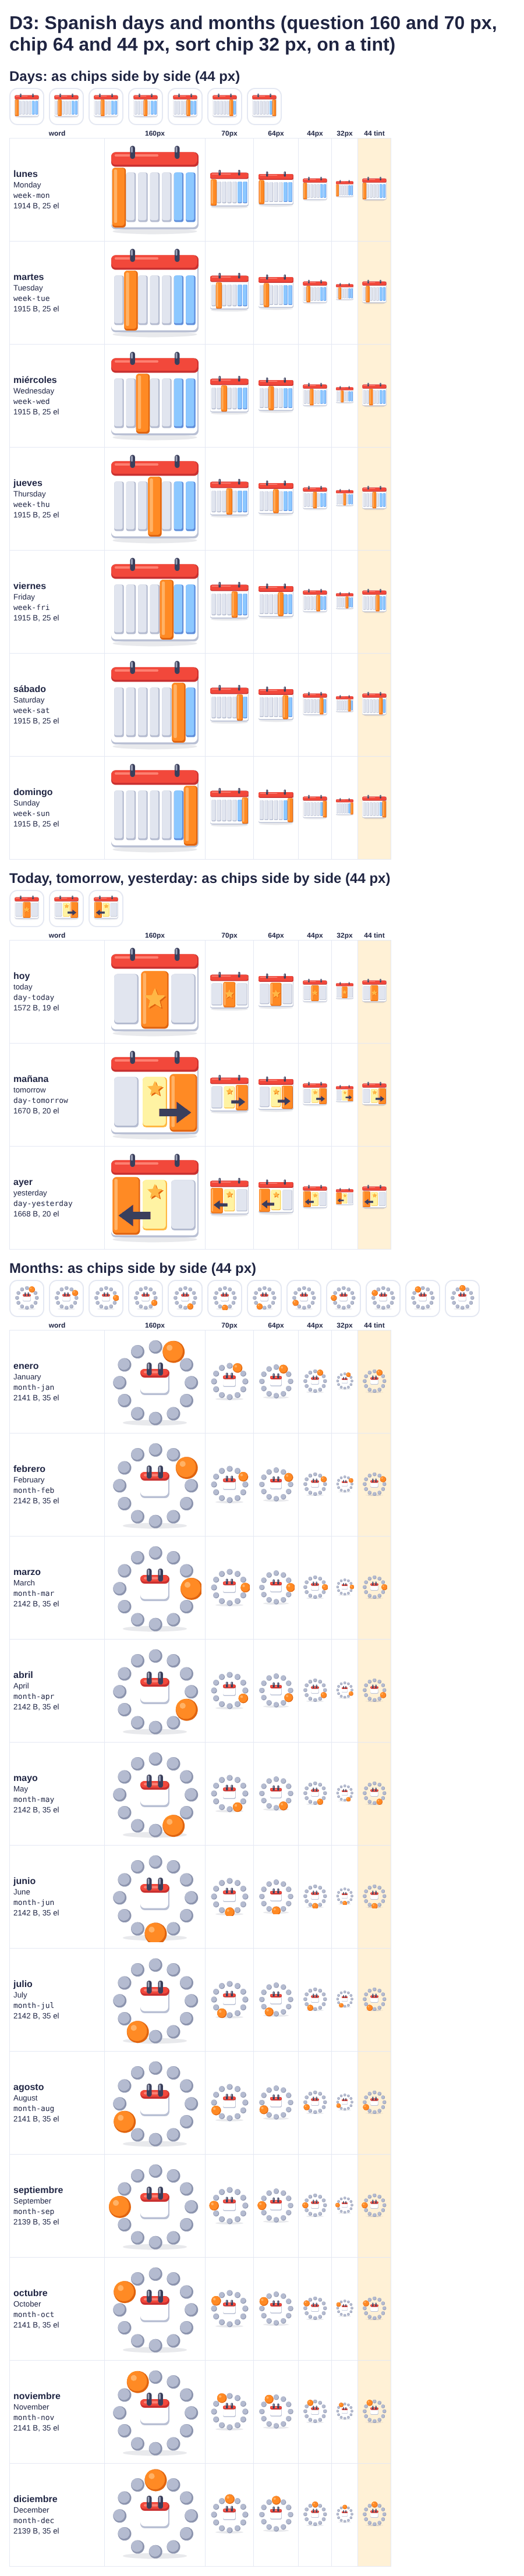 D3: Spanish days and months (question 160 and 70 px,
chip 64 and 44 px, sort chip 32 px, on a tint)
Days: as chips side by side (44 px)
word 160px 70px 64px 44px 32px 44 tint
lunes
Monday
week-mon
1914 B, 25 el
martes
Tuesday
week-tue
1915 B, 25 el
miércoles
Wednesday
week-wed
1915 B, 25 el
jueves
Thursday
week-thu
1915 B, 25 el
viernes
Friday
week-fri
1915 B, 25 el
sábado
Saturday
week-sat
1915 B, 25 el
domingo
Sunday
week-sun
1915 B, 25 el
Today, tomorrow, yesterday: as chips side by side (44 px)
word 160px 70px 64px 44px 32px 44 tint
hoy
today
day-today
1572 B, 19 el
mañana
tomorrow
day-tomorrow
1670 B, 20 el
ayer
yesterday
day-yesterday
1668 B, 20 el
Months: as chips side by side (44 px)
word 160px 70px 64px 44px 32px 44 tint
enero
January
month-jan
2141 B, 35 el
febrero
February
month-feb
2142 B, 35 el
marzo
March
month-mar
2142 B, 35 el
abril
April
month-apr
2142 B, 35 el
mayo
May
month-may
2142 B, 35 el
junio
June
month-jun
2142 B, 35 el
julio
July
month-jul
2142 B, 35 el
agosto
August
month-aug
2141 B, 35 el
septiembre
September
month-sep
2139 B, 35 el
octubre
October
month-oct
2141 B, 35 el
noviembre
November
month-nov
2141 B, 35 el
diciembre
December
month-dec
2139 B, 35 el